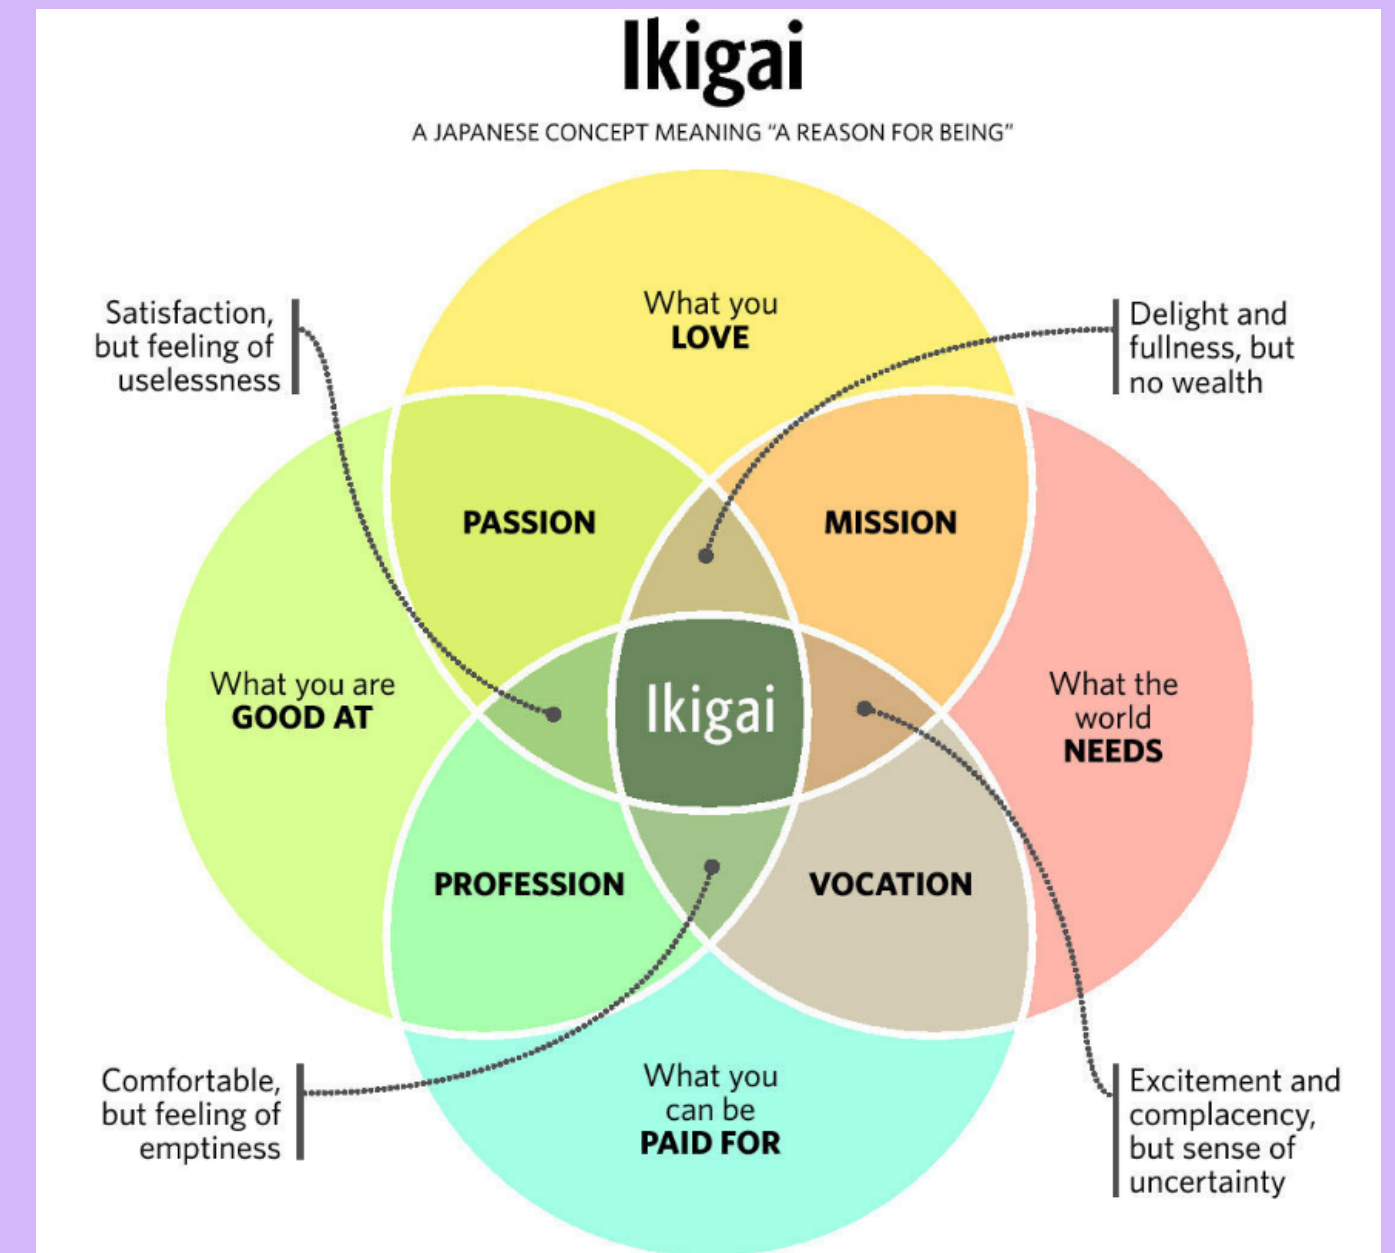 Ikigai
A JAPANESE CONCEPT MEANING “A REASON FOR BEING”
What you
LOVE
Satisfaction,
but feeling of
uselessness
Delight and
fullness, but
no wealth
PASSION
MISSION
What you are
GOOD AT
Ikigai
What the
world
NEEDS
PROFESSION
VOCATION
What you
can be
PAID FOR
Comfortable,
but feeling of
emptiness
Excitement and
complacency,
but sense of
uncertainty